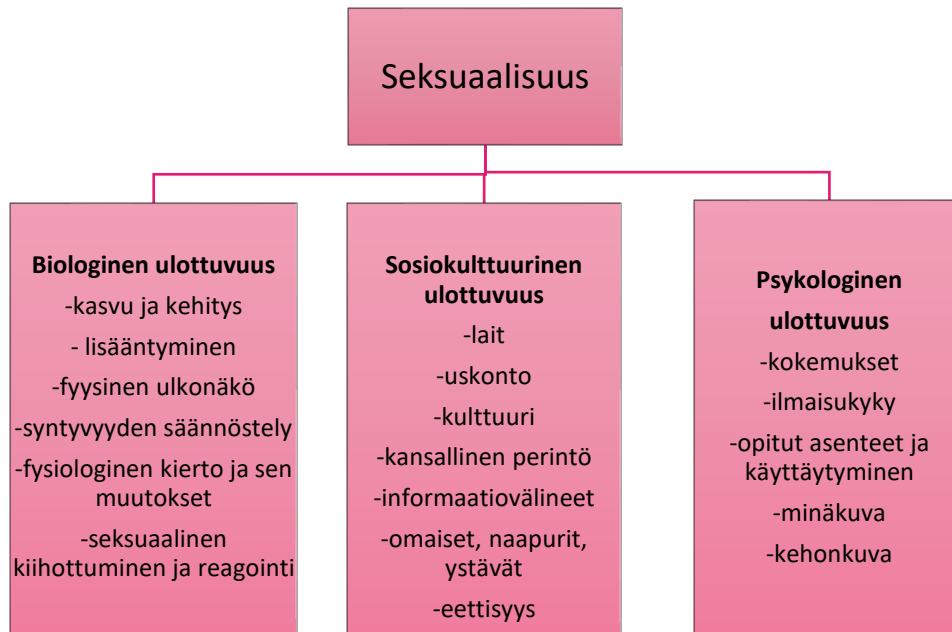 Seksuaalisuus
Biologinen ulottuvuus
-kasvu ja kehitys
- lisääntyminen
-fyysinen ulkonäkö
-syntyvyyden säännöstely
-fysiologinen kierto ja sen
muutokset
-seksuaalinen
kiihottuminen ja reagointi
Sosiokulttuurinen
ulottuvuus
-lait
-uskonto
-kulttuuri
-kansallinen perintö
-informaatiovälineet
-omaiset, naapurit,
ystävät
-eettisyys
Psykologinen
ulottuvuus
-kokemukset
-ilmaisukyky
-opitut asenteet ja
käyttäytyminen
-minäkuva
-kehonkuva